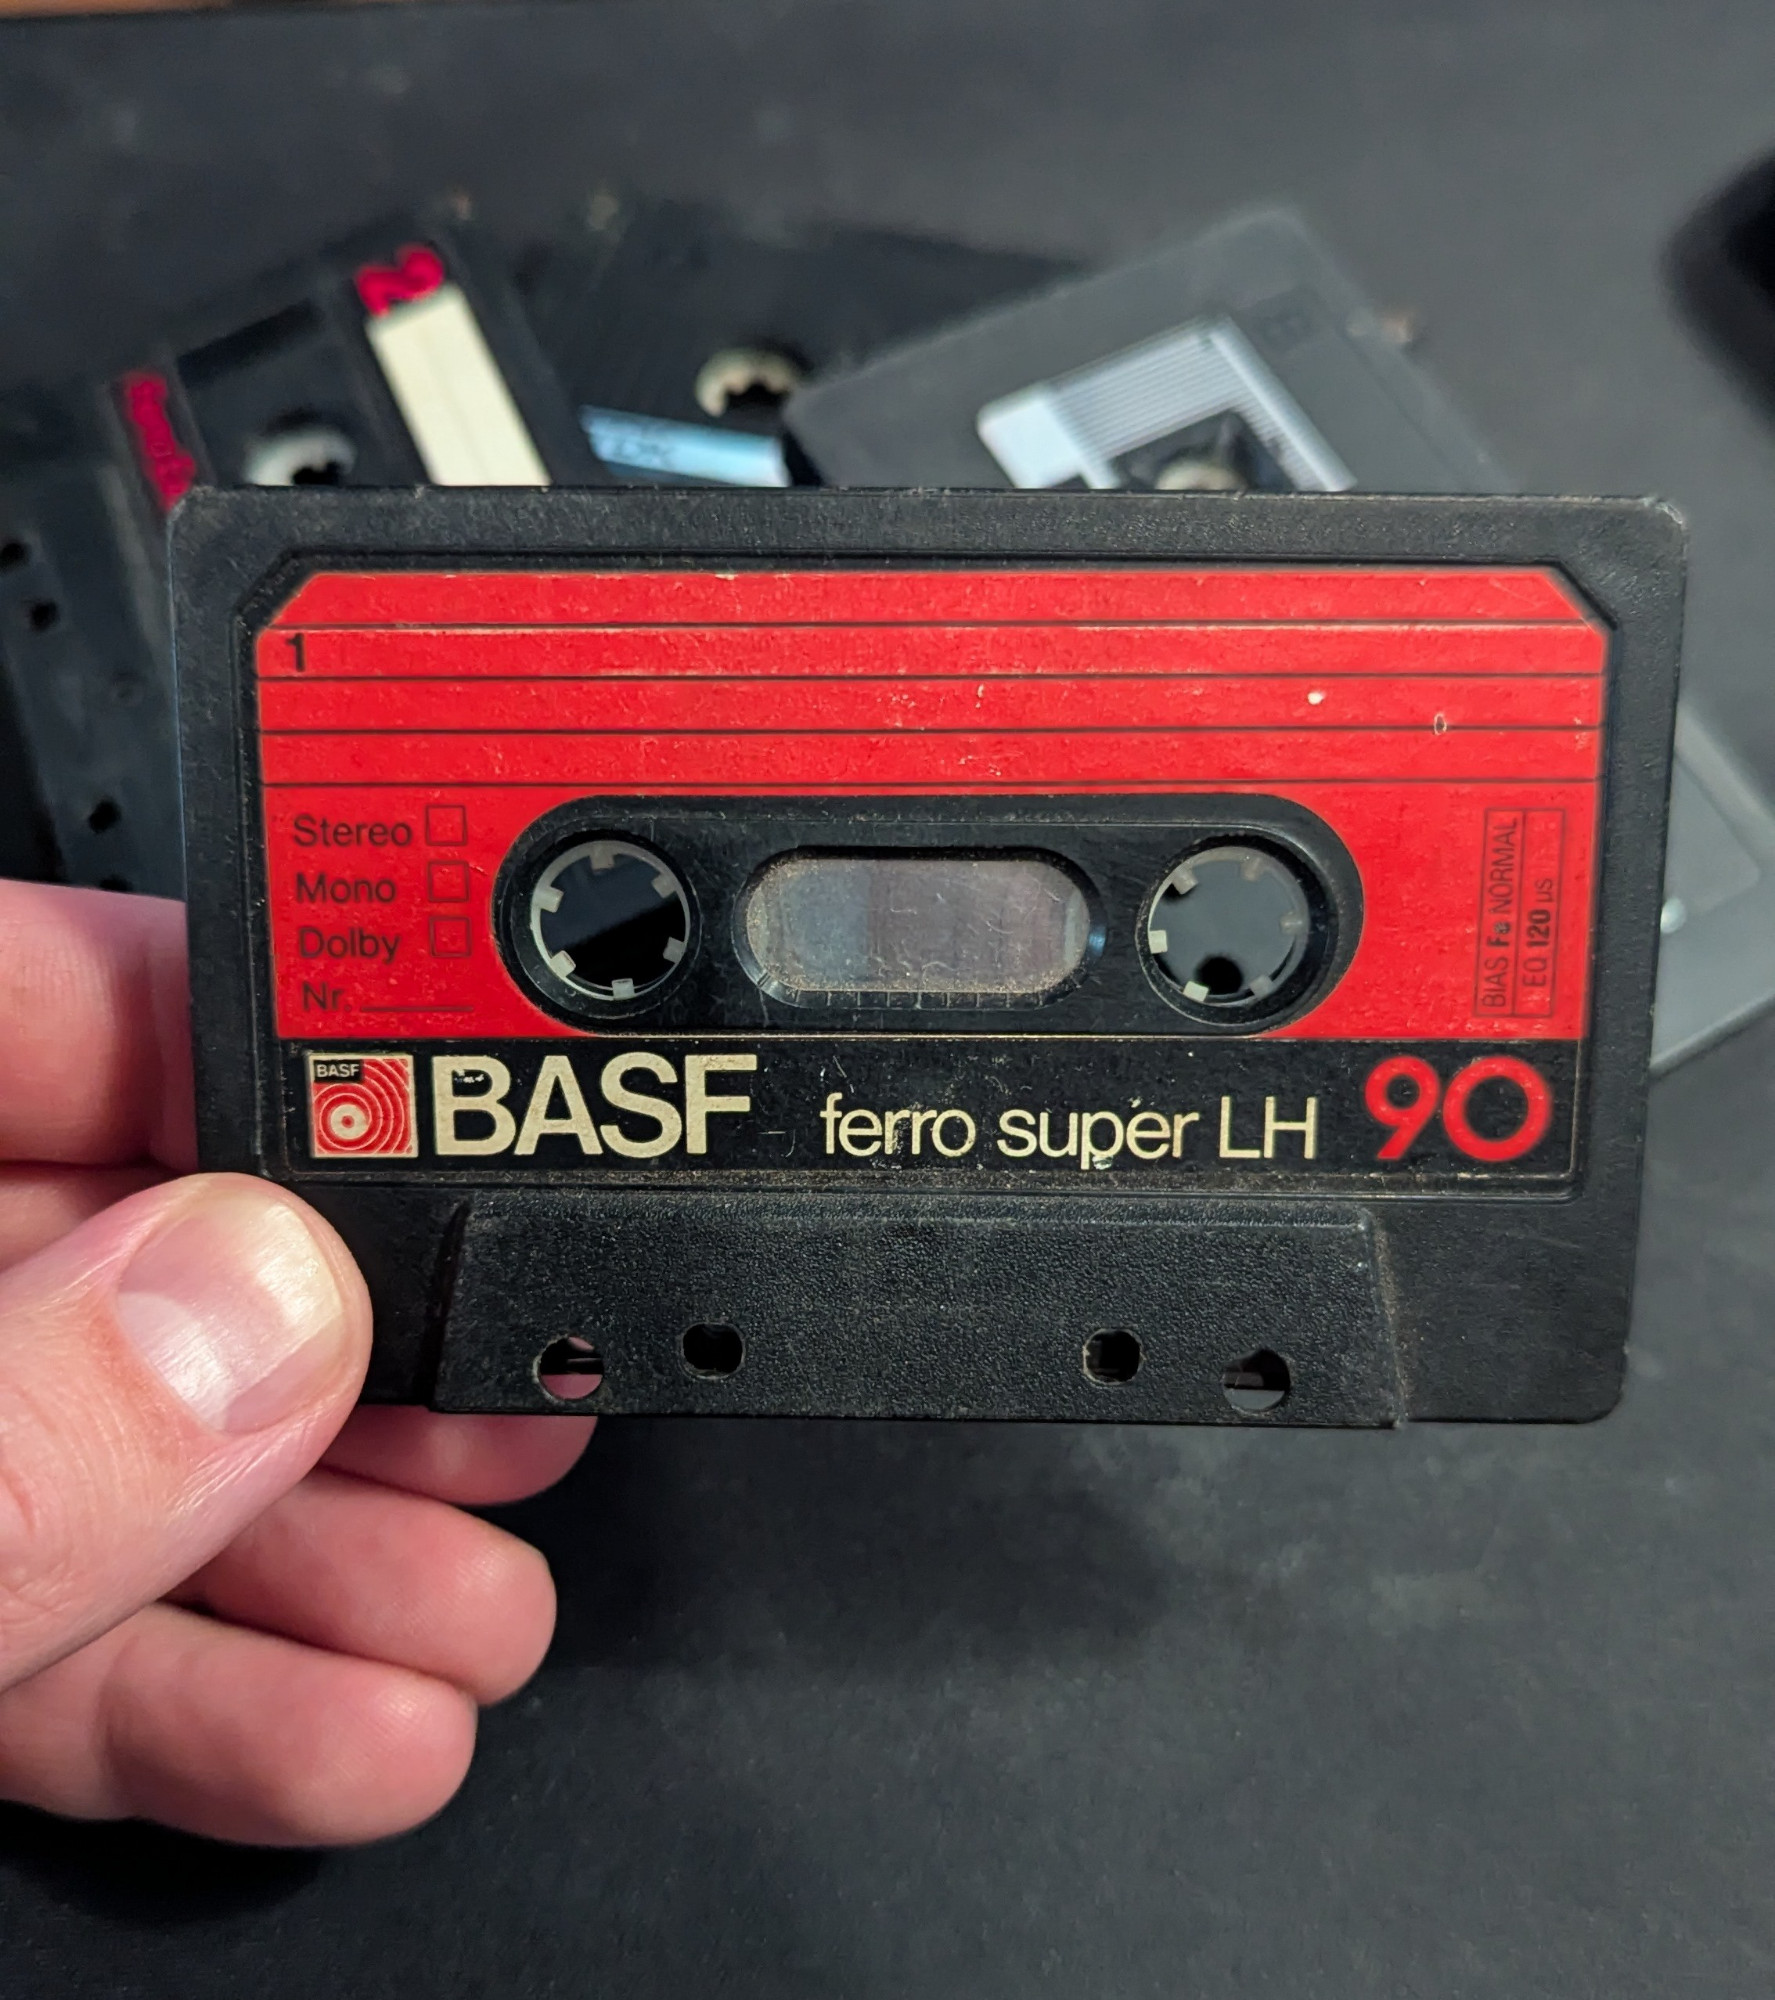 1
Stereo
Mono
Dolby
Nr.
BIAS Fe NORMAL
EQ 120 µs
BASF
BASF ferro super LH 90